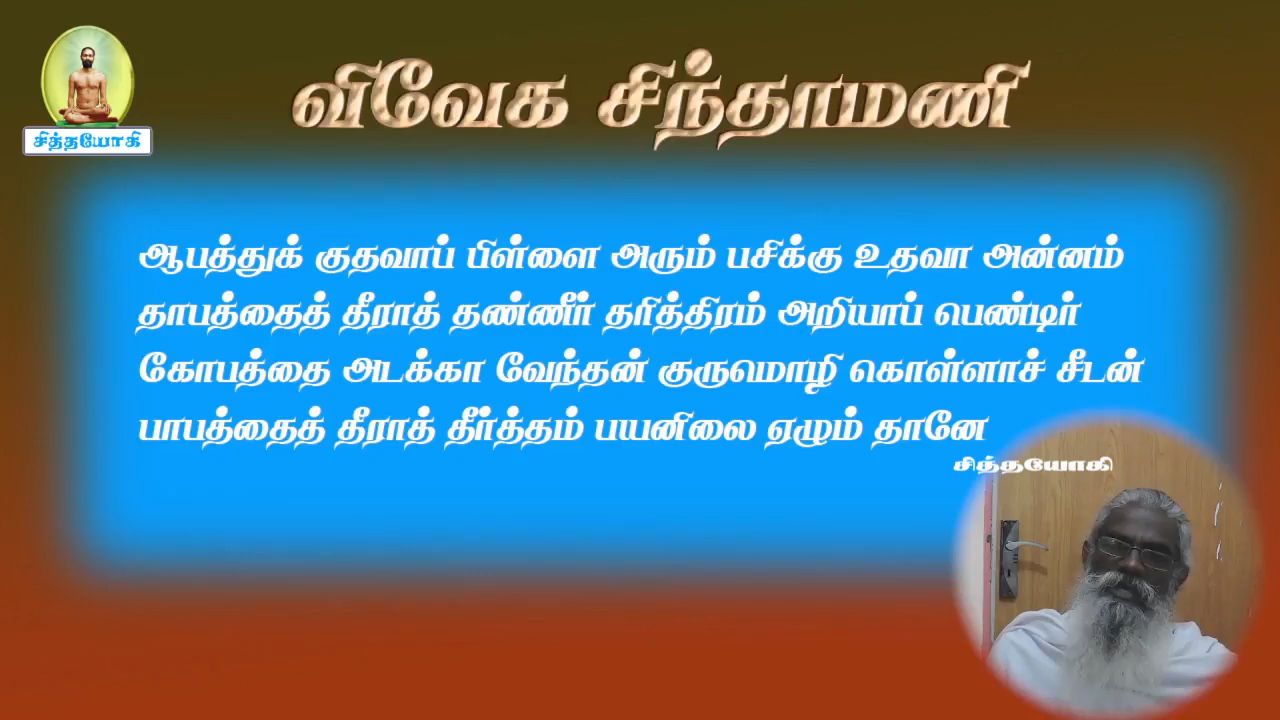 விவேக சிந்தாமணி
சித்தயோகி
ஆபத்துக் குதவாப் பிள்ளை அரும் பசிக்கு உதவா அன்னம்
தாபத்தைத் தீராத் தண்ணீர் தரித்திரம் அறியாப் பெண்டிர்
கோபத்தை அடக்கா வேந்தன் குருமொழி கொள்ளாச் சீடன்
பாபத்தைத் தீராத் தீர்த்தம் பயனிலை ஏழும் தானே
சித்தயோகி